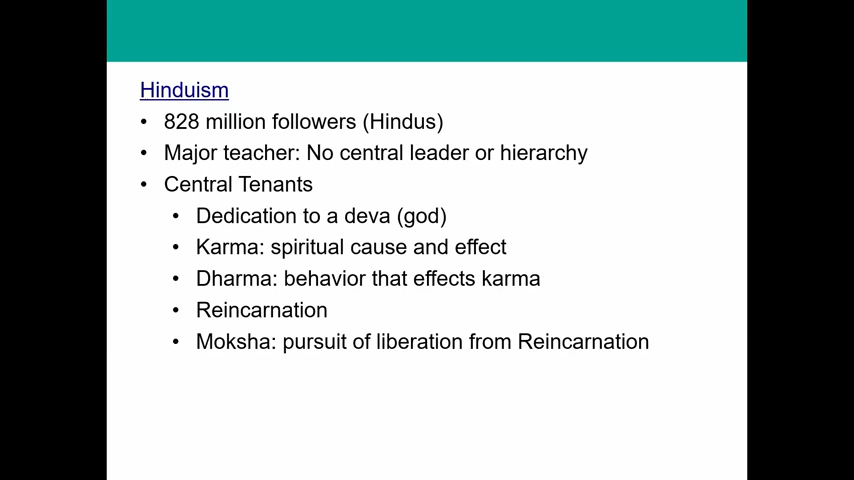 Hinduism
• 828 million followers (Hindus)
• Major teacher: No central leader or hierarchy
• Central Tenants
• Dedication to a deva (god)
• Karma: spiritual cause and effect
• Dharma: behavior that effects karma
• Reincarnation
• Moksha: pursuit of liberation from Reincarnation